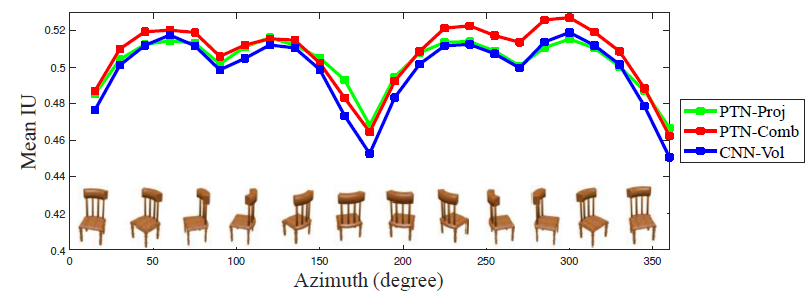 0.52
0.5
0.48
0.46
0.44
0.42
0.4
Mean IU
0 50 100 150 200 250 300 350
Azimuth (degree)
PTN-Proj
PTN-Comb
CNN-Vol